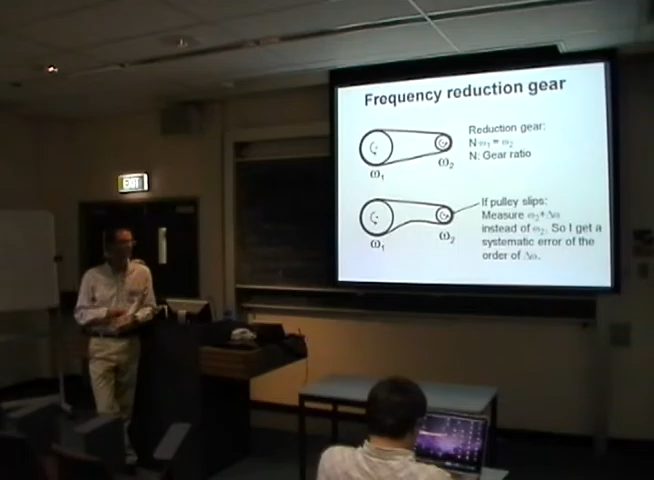 EXIT
Frequency reduction gear
Reduction gear:
N ω₁ = ω₂
N: Gear ratio
ω₁
ω₂
If pulley slips:
Measure ω₂+Δω
instead of ω₂. So I get a
systematic error of the
order of Δω.
ω₁
ω₂